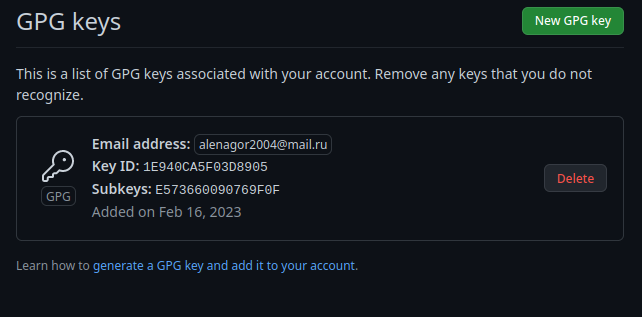 GPG keys
New GPG key
This is a list of GPG keys associated with your account. Remove any keys that you do not
recognize.
Email address: alenagor2004@mail.ru
Key ID: 1E940CA5F03D8905
GPG
Subkeys: E573660090769F0F
Delete
Added on Feb 16, 2023
Learn how to generate a GPG key and add it to your account.